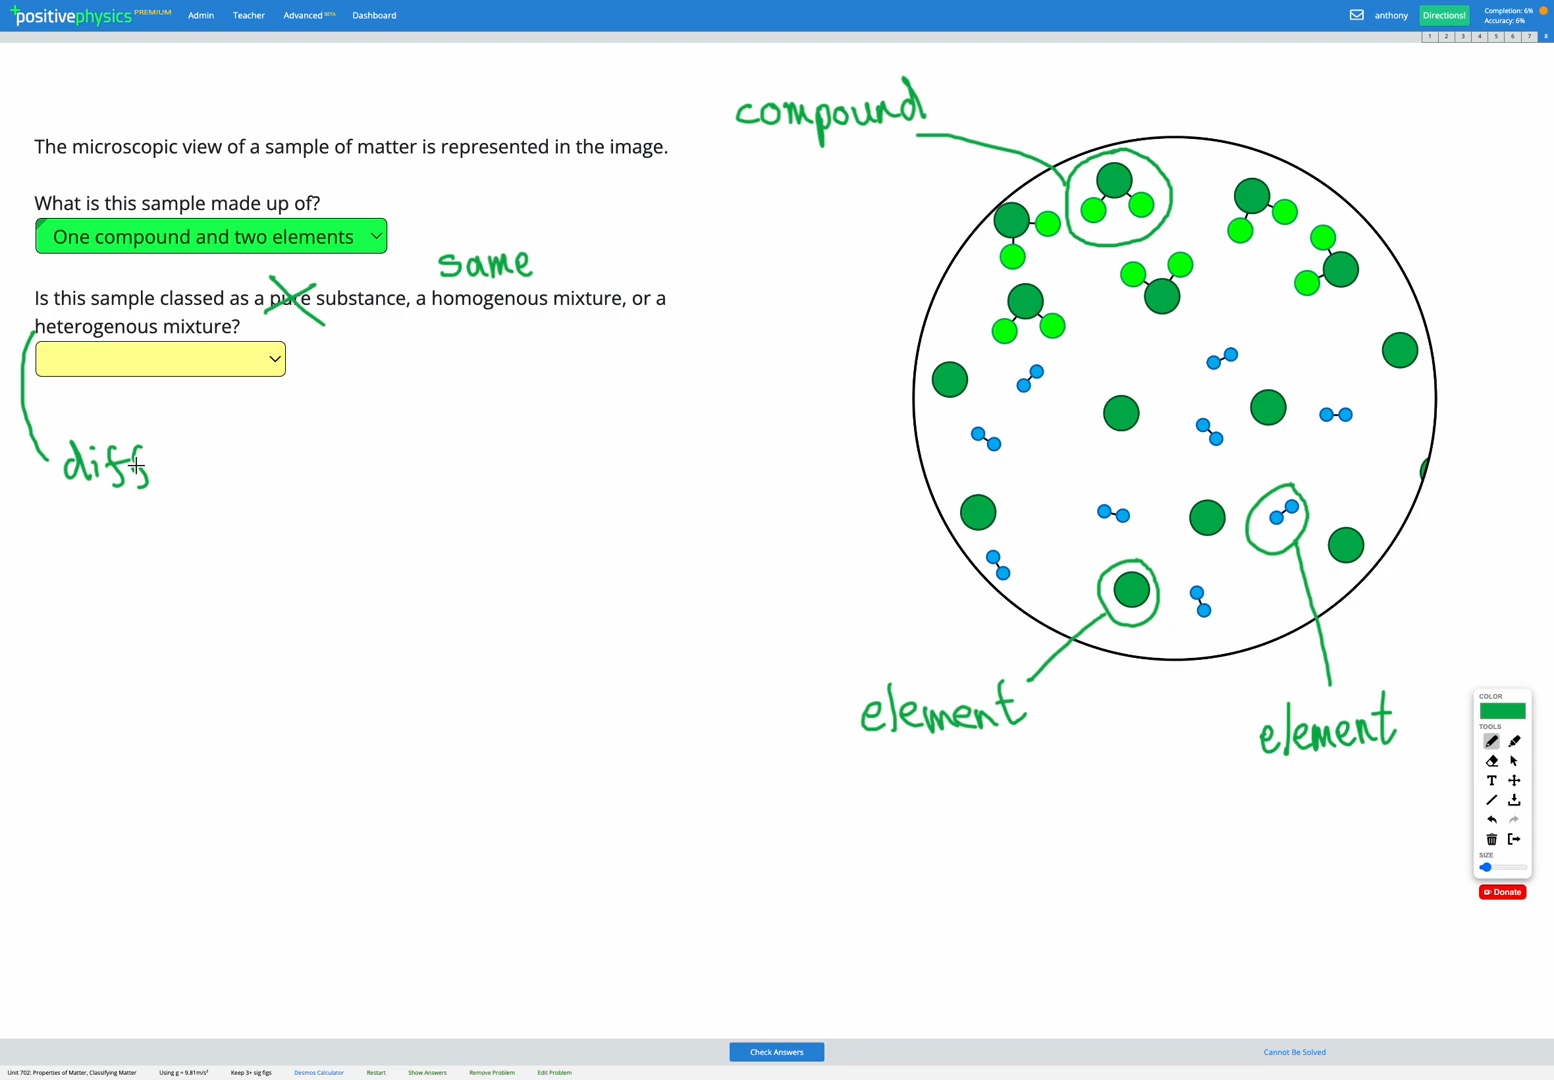 +positivephysics PREMIUM Admin Teacher Advanced BETA Dashboard anthony Directions! Completion: 6%
Accuracy: 6%
1 2 3 4 5 6 7 8
compound
The microscopic view of a sample of matter is represented in the image.
What is this sample made up of?
One compound and two elements
same
Is this sample classed as a pure substance, a homogenous mixture, or a
heterogenous mixture?
diff
element
element
COLOR
TOOLS
T
SIZE
Donate
Check Answers
Cannot Be Solved
Unit 702: Properties of Matter, Classifying Matter Using g = 9.81m/s² Keep 3+ sig figs Desmos Calculator Restart Show Answers Remove Problem Edit Problem